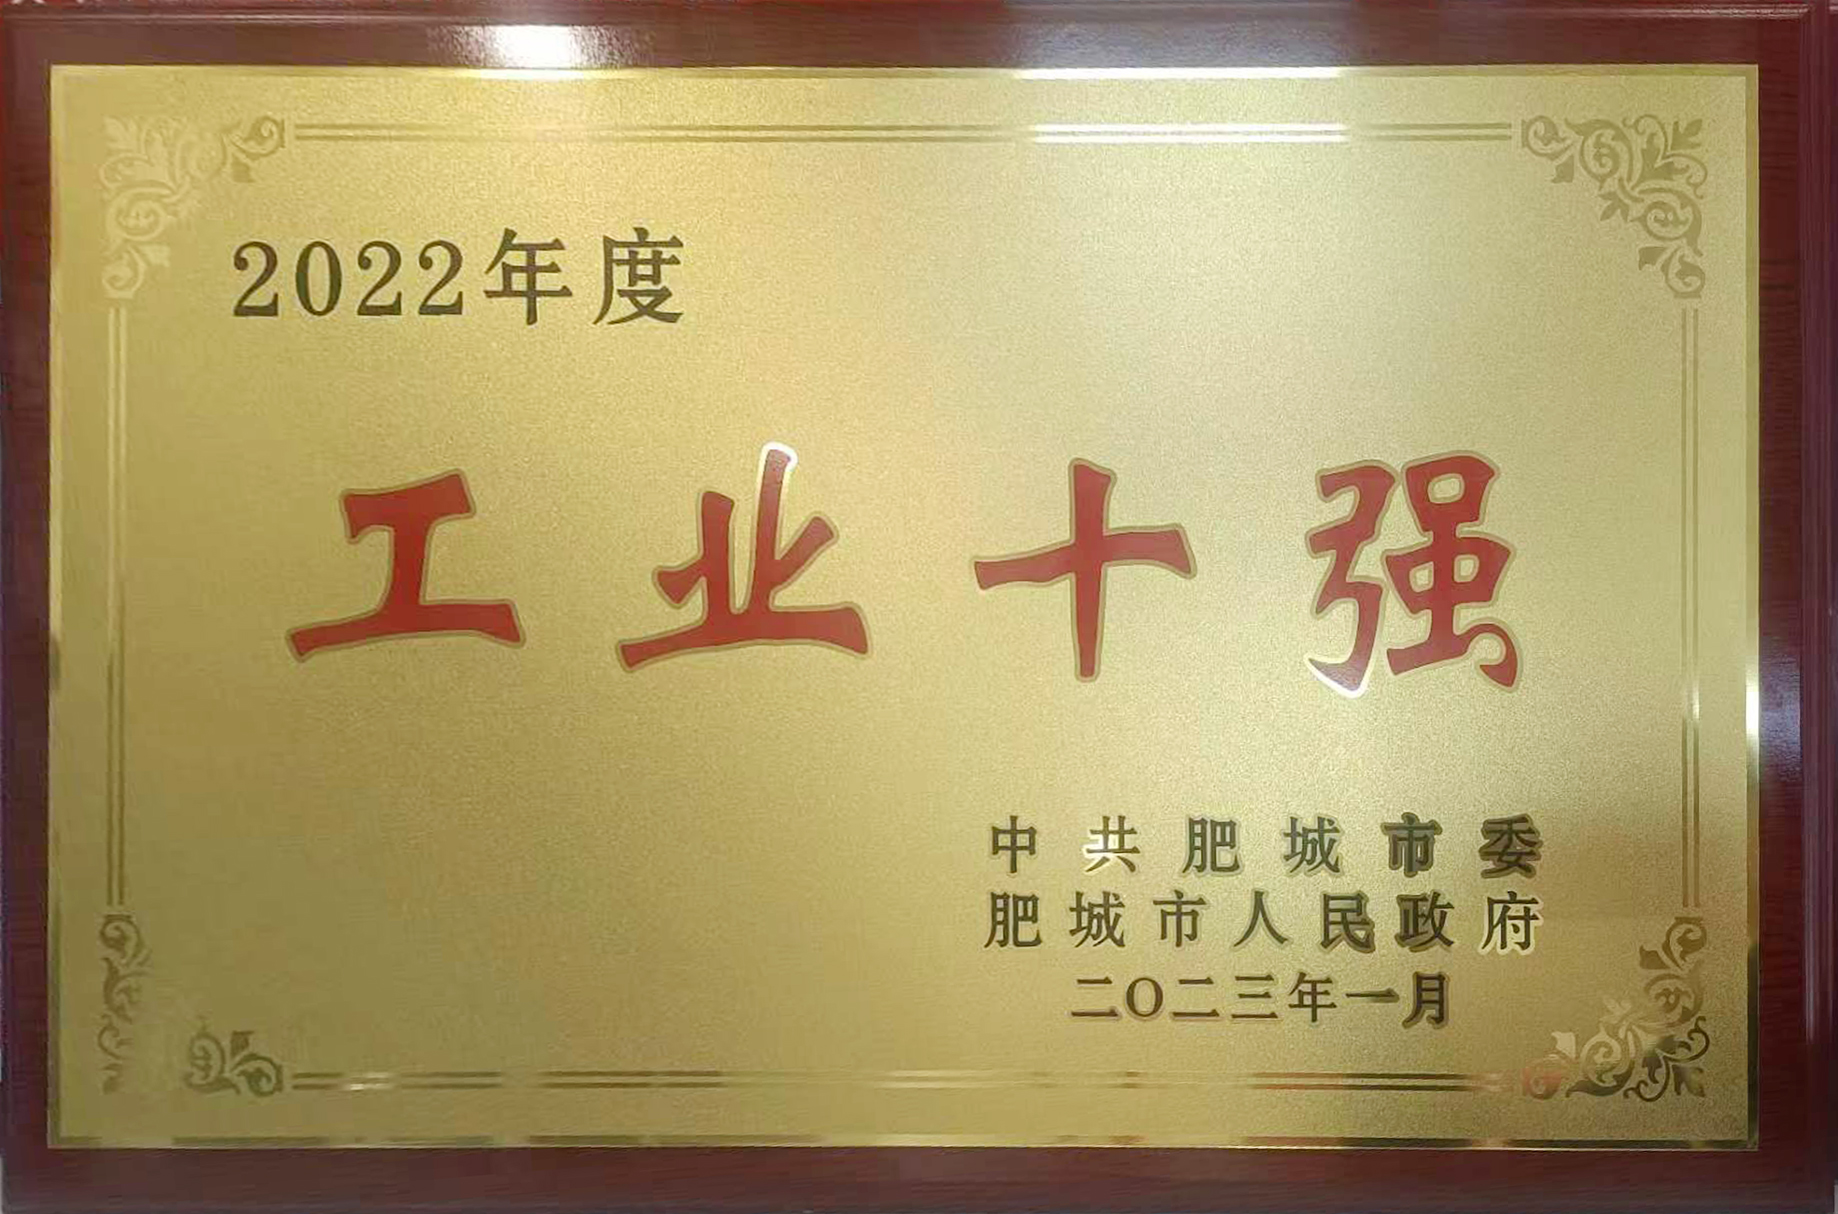 2022年度
工业十强
中共肥城市委
肥城市人民政府
二〇二三年一月